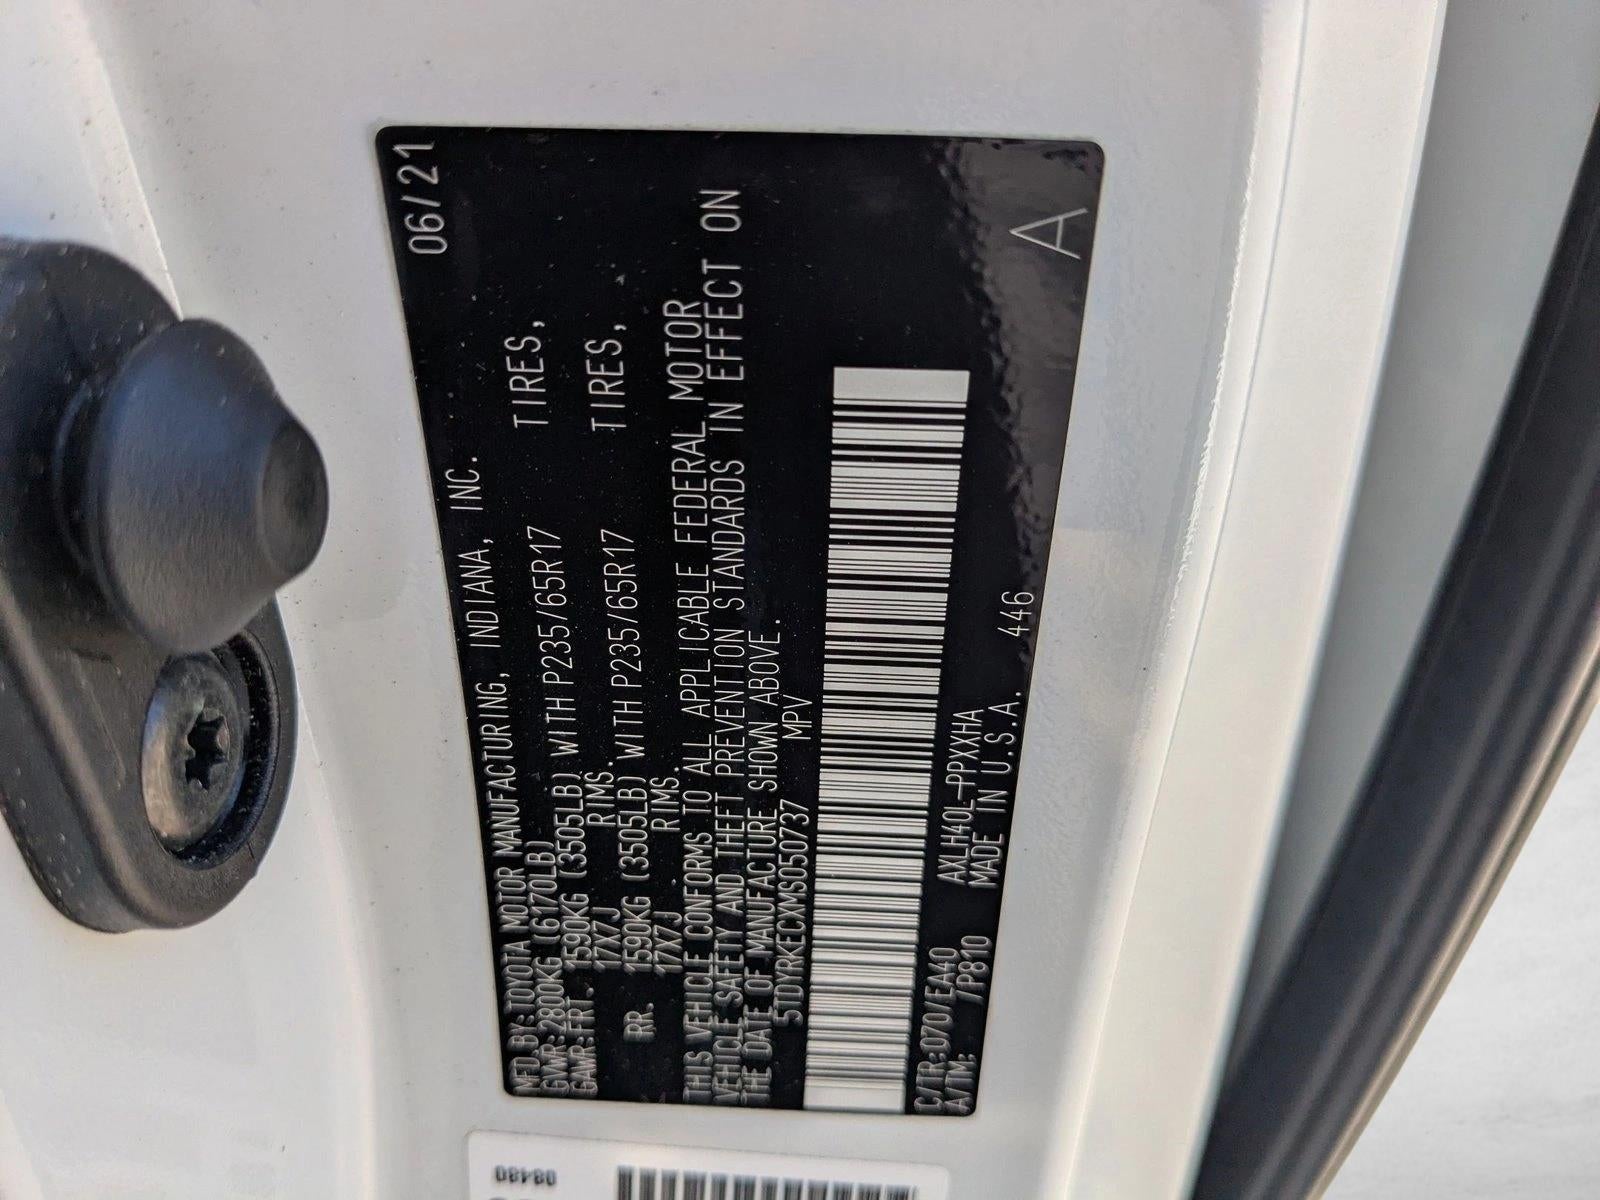 MFD BY:TOYOTA MOTOR MANUFACTURING, INDIANA, INC. 06/21
GVWR:2800KG (6170LB)
GAWR:FRT 1590KG (3505LB) WITH P235/65R17 TIRES,
17X7J RIMS.
RR. 1590KG (3505LB) WITH P235/65R17 TIRES,
17X7J RIMS.
THIS VEHICLE CONFORMS TO ALL APPLICABLE FEDERAL MOTOR
VEHICLE SAFETY AND THEFT PREVENTION STANDARDS IN EFFECT ON
THE DATE OF MANUFACTURE SHOWN ABOVE.
5TDYRKECXMS050737 MPV
C/TR:070/EA40 AXLH40L-PPXXHA
A/TM: /P810 MADE IN U.S.A. 446 A
08480